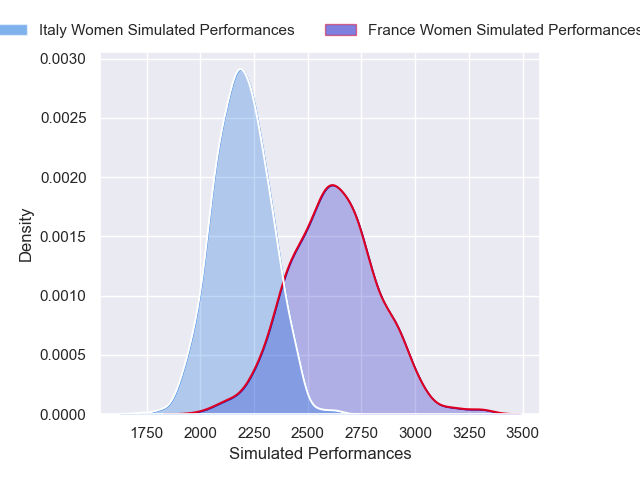 Italy Women Simulated Performances France Women Simulated Performances
0.0030
0.0025
0.0020
0.0015
0.0010
0.0005
0.0000
Density
1750 2000 2250 2500 2750 3000 3250 3500
Simulated Performances